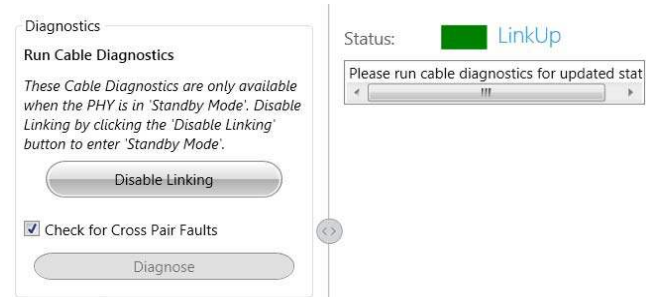 Diagnostics
Run Cable Diagnostics
These Cable Diagnostics are only available
when the PHY is in 'Standby Mode'. Disable
Linking by clicking the 'Disable Linking'
button to enter 'Standby Mode'.
Disable Linking
Check for Cross Pair Faults
Diagnose
Status:
LinkUp
Please run cable diagnostics for updated stat